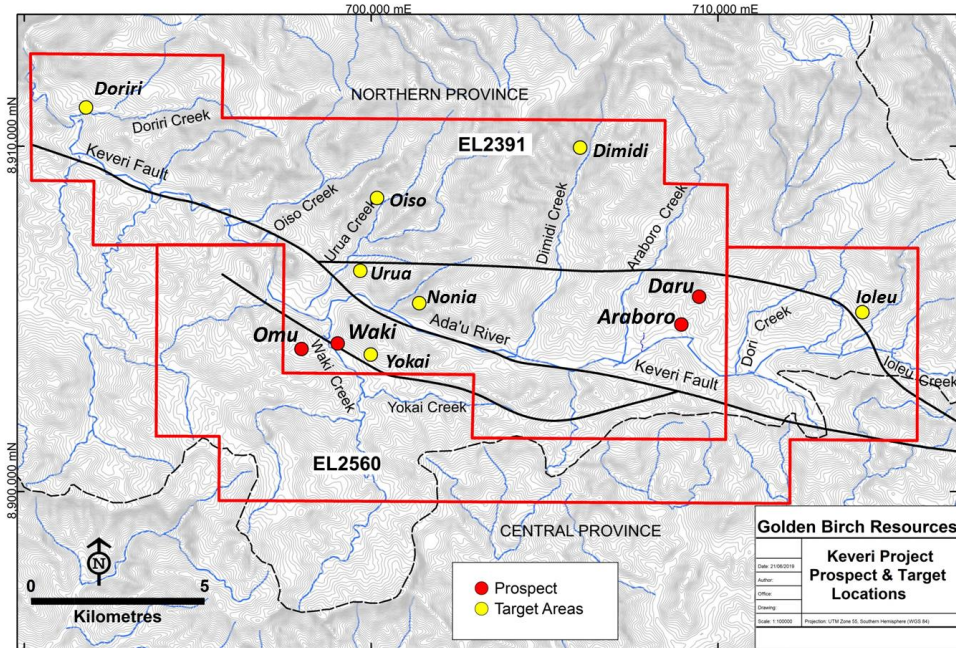 700,000 mE
710,000 mE
8,910,000 mN
8,900,000 mN
Doriri
NORTHERN PROVINCE
Doriri Creek
EL2391
Dimidi
Keveri Fault
Oiso
Oiso Creek
Urua Creek
Dimidi Creek
Araboro Creek
Urua
Nonia
Daru
Ioleu
Ada'u River
Araboro
Dori Creek
Omu
Waki
Yokai
Waki Creek
Keveri Fault
Ioleu Creek
Yokai Creek
EL2560
CENTRAL PROVINCE
N
0
5
Kilometres
Prospect
Target Areas
Golden Birch Resources
Keveri Project
Prospect & Target
Locations
Date: 21/08/2019
Author:
Office:
Drawing:
Scale: 1:100000
Projection: UTM Zone 55, Southern Hemisphere (WGS 84)